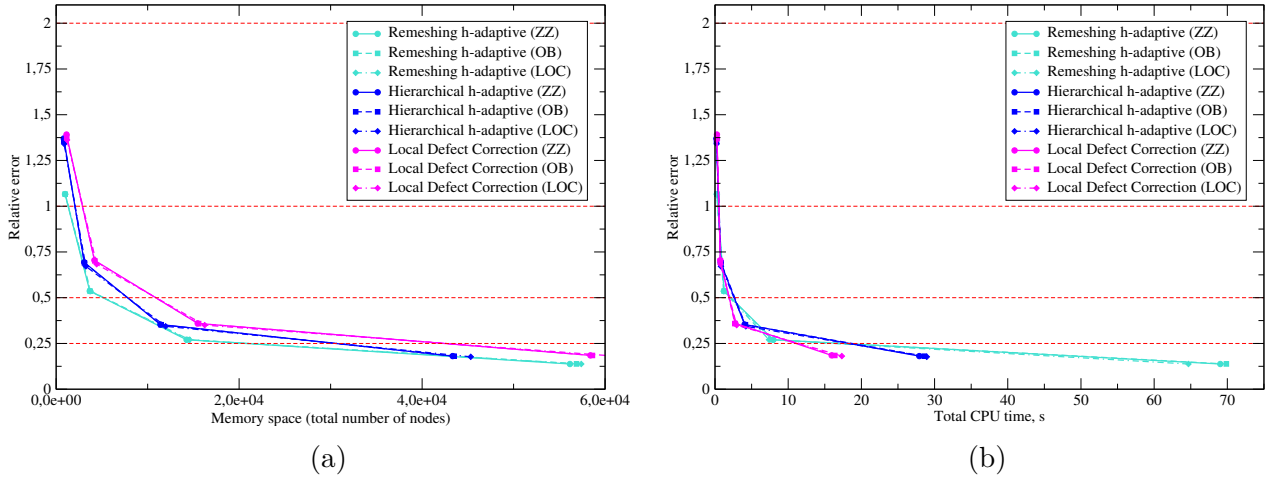 2
1,75
1,5
1,25
1
0,75
0,5
0,25
0
Relative error
0,0e+00
2,0e+04
4,0e+04
6,0e+04
Memory space (total number of nodes)
Remeshing h-adaptive (ZZ)
Remeshing h-adaptive (OB)
Remeshing h-adaptive (LOC)
Hierarchical h-adaptive (ZZ)
Hierarchical h-adaptive (OB)
Hierarchical h-adaptive (LOC)
Local Defect Correction (ZZ)
Local Defect Correction (OB)
Local Defect Correction (LOC)
(a)
2
1,75
1,5
1,25
1
0,75
0,5
0,25
0
Relative error
0
10
20
30
40
50
60
70
80
Total CPU time, s
Remeshing h-adaptive (ZZ)
Remeshing h-adaptive (OB)
Remeshing h-adaptive (LOC)
Hierarchical h-adaptive (ZZ)
Hierarchical h-adaptive (OB)
Hierarchical h-adaptive (LOC)
Local Defect Correction (ZZ)
Local Defect Correction (OB)
Local Defect Correction (LOC)
(b)